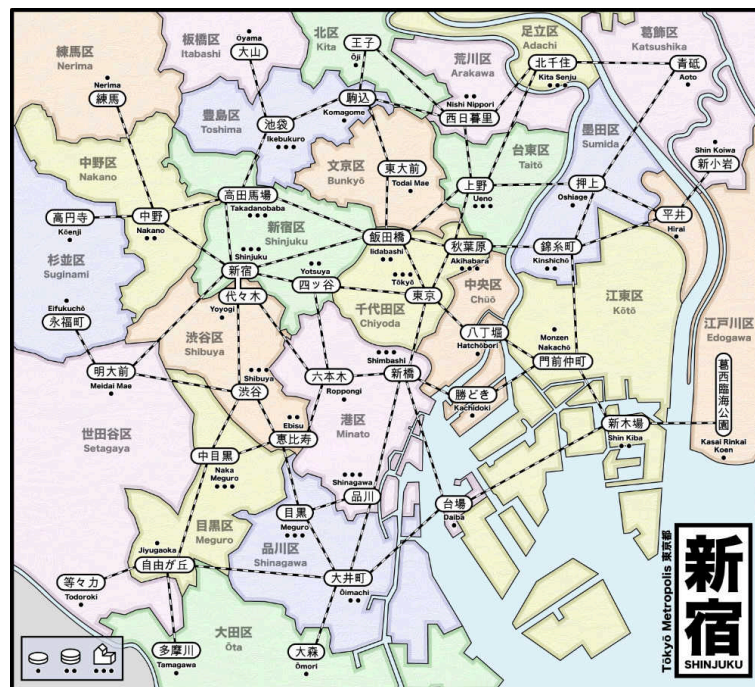 練馬区
Nerima
板橋区
Itabashi
北区
Kita
足立区
Adachi
葛飾区
Katsushika
荒川区
Arakawa
Ōyama
大山
王子
Ōji
北千住
Kita Senju
青砥
Aoto
Nerima
練馬
豊島区
Toshima
駒込
Komagome
Nishi Nippori
西日暮里
墨田区
Sumida
池袋
Ikebukuro
文京区
Bunkyō
台東区
Taitō
Shin Koiwa
新小岩
中野区
Nakano
東大前
Todai Mae
上野
Ueno
押上
Oshiage
高田馬場
Takadanobaba
高円寺
Kōenji
中野
Nakano
新宿区
Shinjuku
飯田橋
Iidabashi
秋葉原
Akihabara
錦糸町
Kinshichō
平井
Hirai
杉並区
Suginami
Shinjuku
新宿
Yotsuya
四ッ谷
Tōkyō
東京
中央区
Chūō
江東区
Kōtō
代々木
Yoyogi
千代田区
Chiyoda
Eifukuchō
永福町
八丁堀
Hatchōbori
Monzen
Nakachō
門前仲町
江戸川区
Edogawa
渋谷区
Shibuya
明大前
Meidai Mae
Shibuya
渋谷
六本木
Roppongi
Shimbashi
新橋
勝どき
Kachidoki
葛西臨海公園
Kasai Rinkai
Koen
世田谷区
Setagaya
港区
Minato
Ebisu
恵比寿
新木場
Shin Kiba
中目黒
Naka
Meguro
Shinagawa
品川
目黒
Meguro
台場
Daiba
目黒区
Meguro
品川区
Shinagawa
Jiyugaoka
自由が丘
等々力
Todoroki
大井町
Ōimachi
大田区
Ōta
多摩川
Tamagawa
大森
Ōmori
Tōkyō Metropolis 東京都
新宿
SHINJUKU